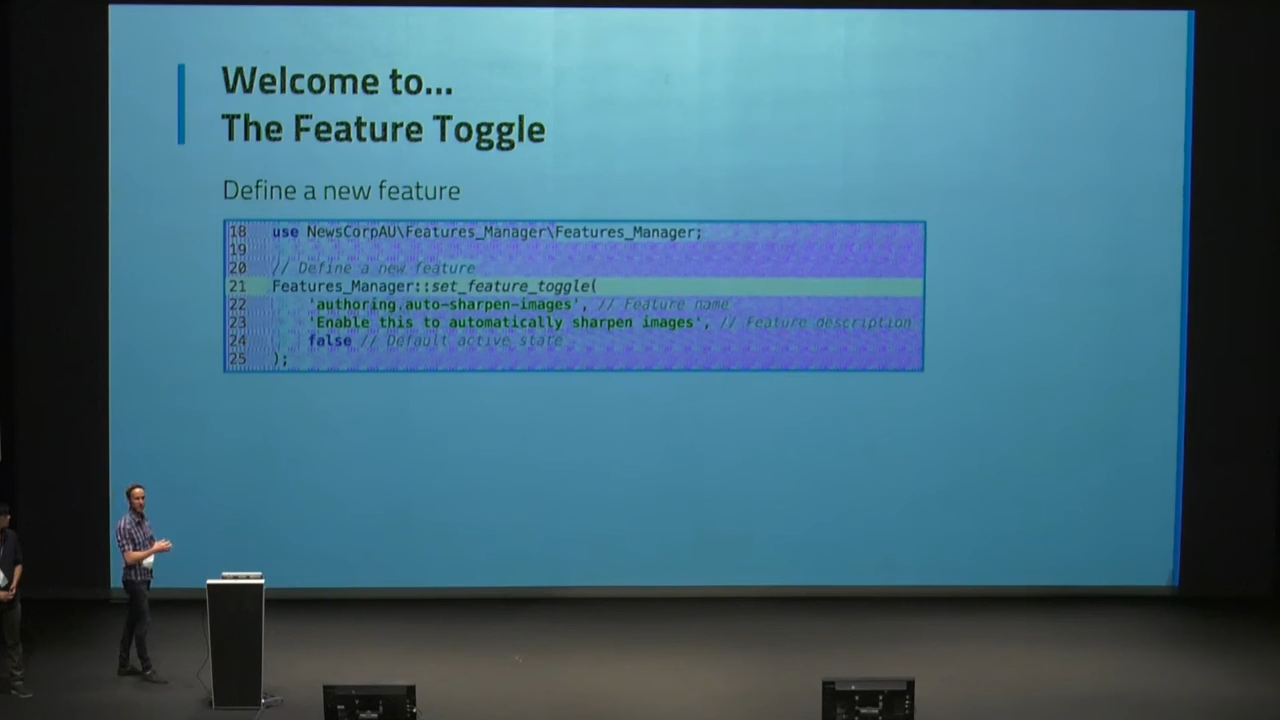 Welcome to...
The Feature Toggle
Define a new feature
18 use NewsCorpAU\Features_Manager\Features_Manager;
19
20 // Define a new feature
21 Features_Manager::set_feature_toggle(
22 'authoring.auto-sharpen-images', // Feature name
23 'Enable this to automatically sharpen images', // Feature description
24 false // Default active state
25 );